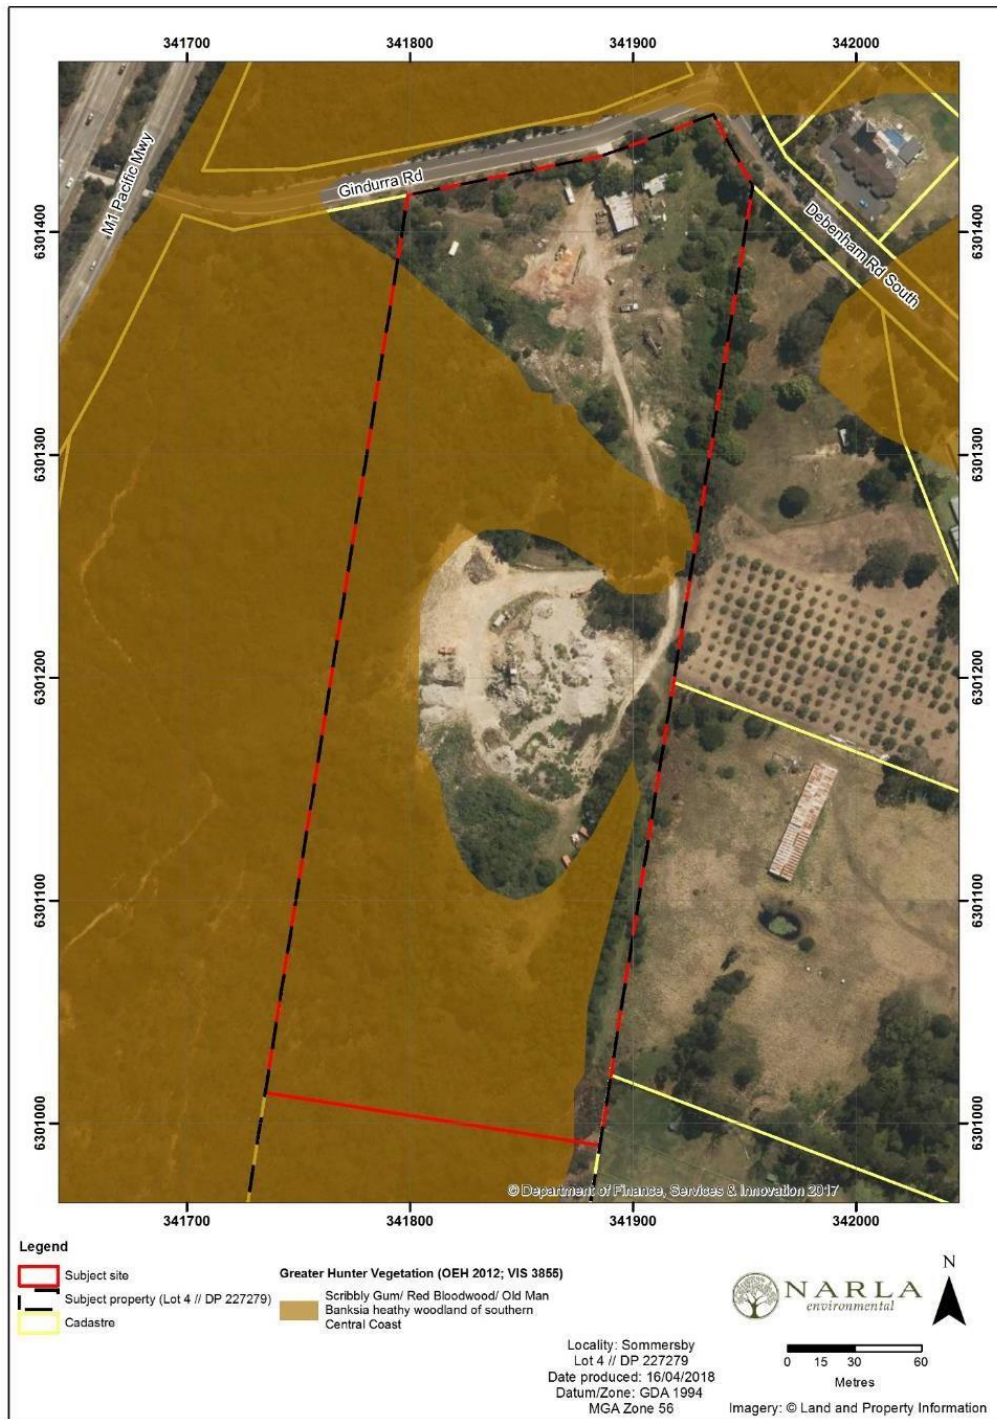 341700 341800 341900 342000
M1 Pacific Mwy
Gindurra Rd
Debenham Rd South
6301400 6301400
6301300 6301300
6301200 6301200
6301100 6301100
6301000 6301000
© Department of Finance, Services & Innovation 2017
341700 341800 341900 342000
Legend
Subject site
Subject property (Lot 4 // DP 227279)
Cadastre
Greater Hunter Vegetation (OEH 2012; VIS 3855)
Scribbly Gum/ Red Bloodwood/ Old Man
Banksia heathy woodland of southern
Central Coast
NARLA
environmental
N
Locality: Sommersby
Lot 4 // DP 227279
Date produced: 16/04/2018
Datum/Zone: GDA 1994
MGA Zone 56
0 15 30 60
Metres
Imagery: © Land and Property Information